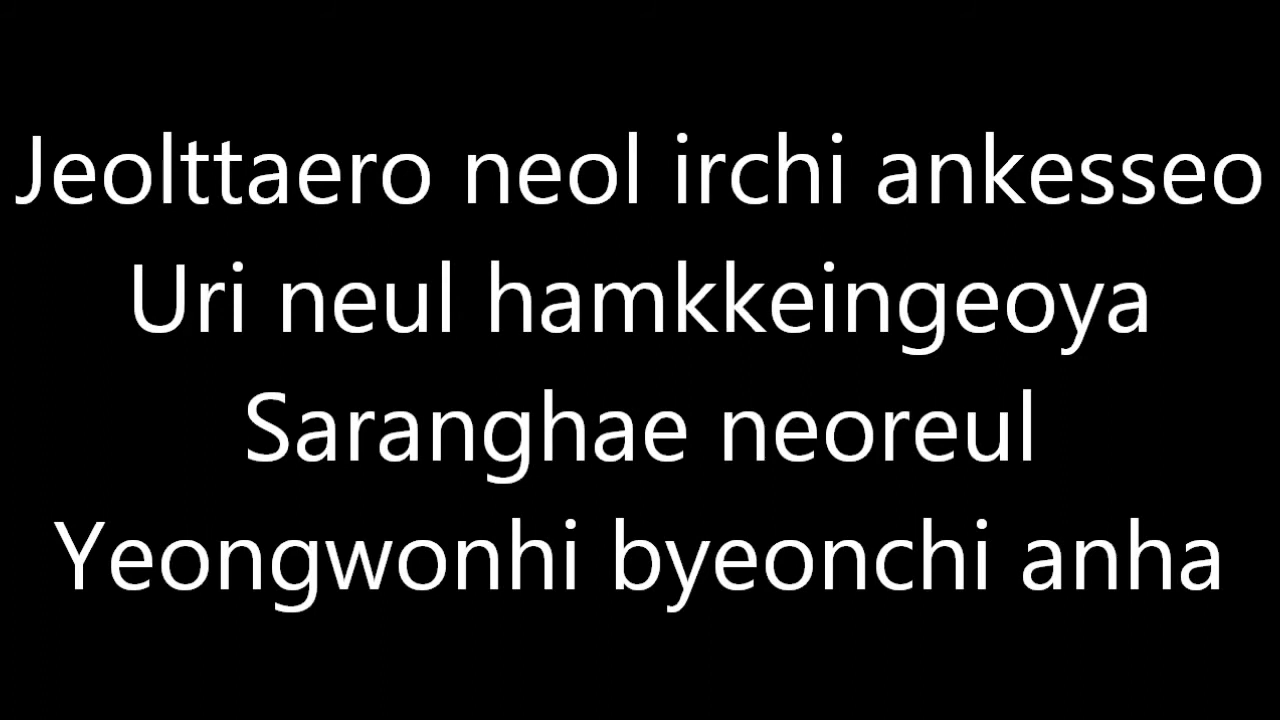 Jeolttaero neol irchi ankesseo
Uri neul hamkkeingeoya
Saranghae neoreul
Yeongwonhi byeonchi anha